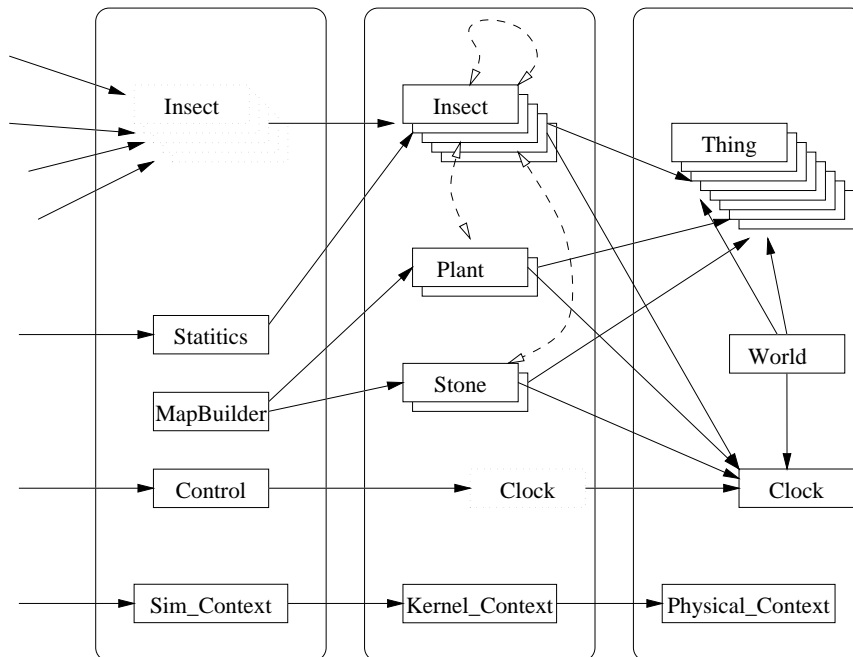 Insect
Statitics
MapBuilder
Control
Sim_Context
Insect
Plant
Stone
Clock
Kernel_Context
Thing
World
Clock
Physical_Context